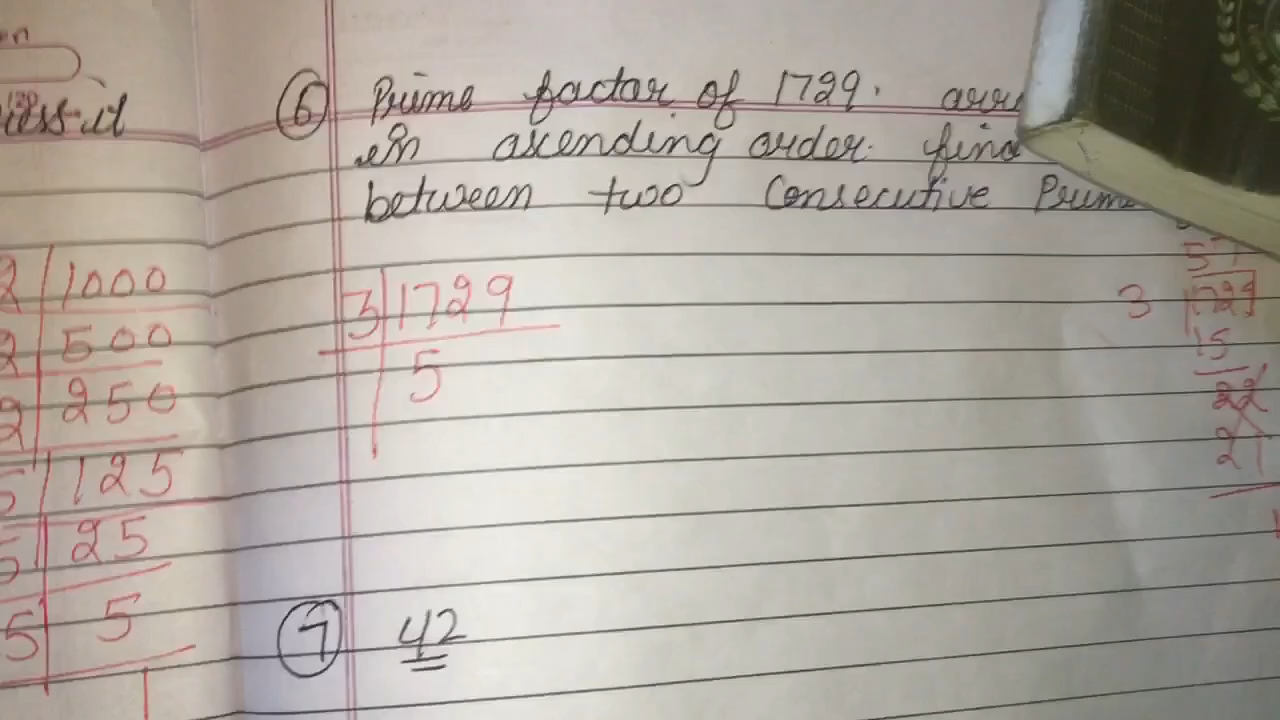 2 | 1000
2 | 500
2 | 250
5 | 125
5 | 25
5 | 5
6 Prime factor of 1729. arr
in ascending order. find
between two Consecutive Prime
3 | 1729
5
57
3 1729
15
22
21
7 42